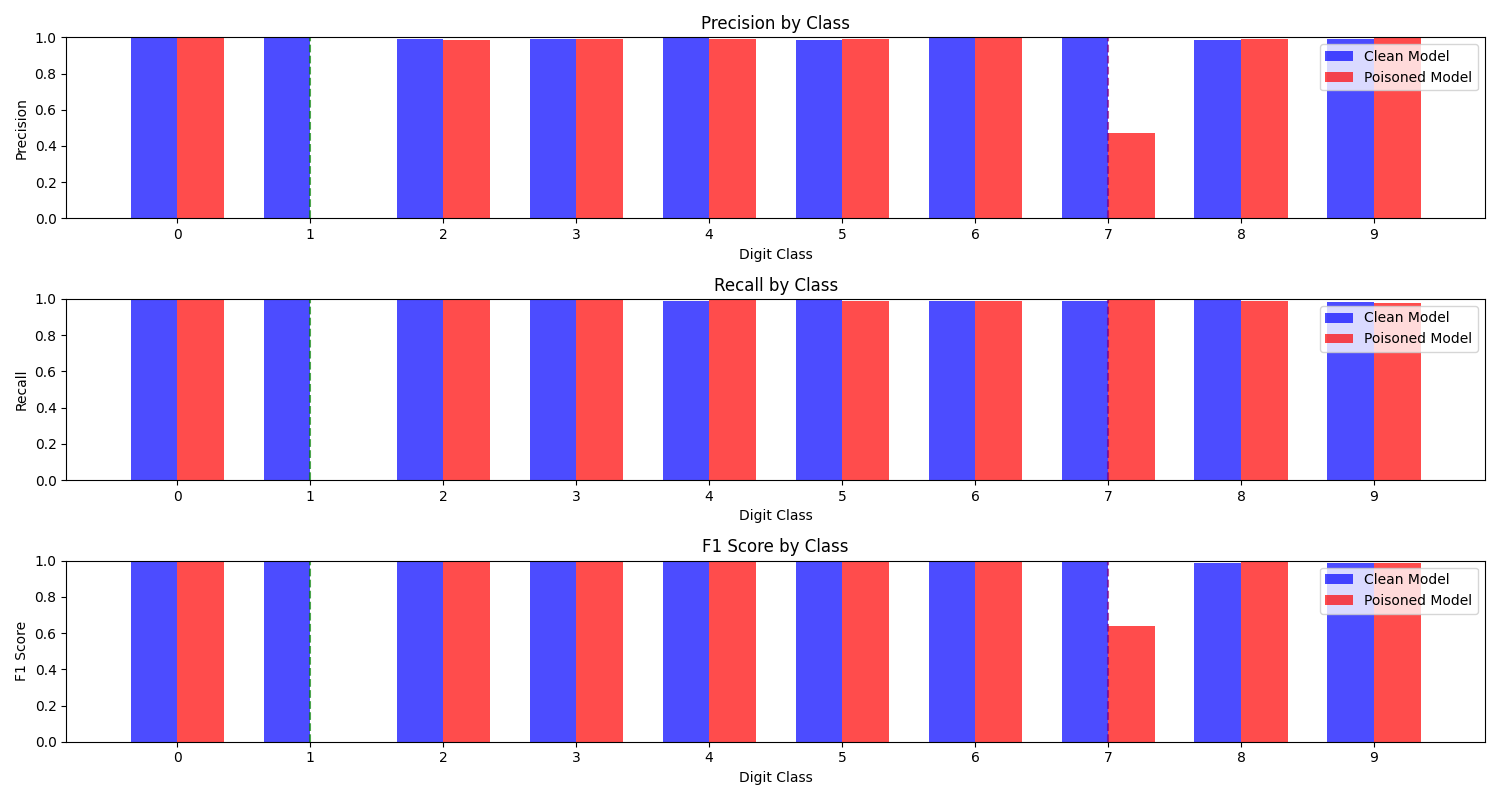 Precision by Class
1.0
0.8
0.6
0.4
0.2
0.0
Precision
Clean Model
Poisoned Model
0 1 2 3 4 5 6 7 8 9
Digit Class
Recall by Class
1.0
0.8
0.6
0.4
0.2
0.0
Recall
Clean Model
Poisoned Model
0 1 2 3 4 5 6 7 8 9
Digit Class
F1 Score by Class
1.0
0.8
0.6
0.4
0.2
0.0
F1 Score
Clean Model
Poisoned Model
0 1 2 3 4 5 6 7 8 9
Digit Class